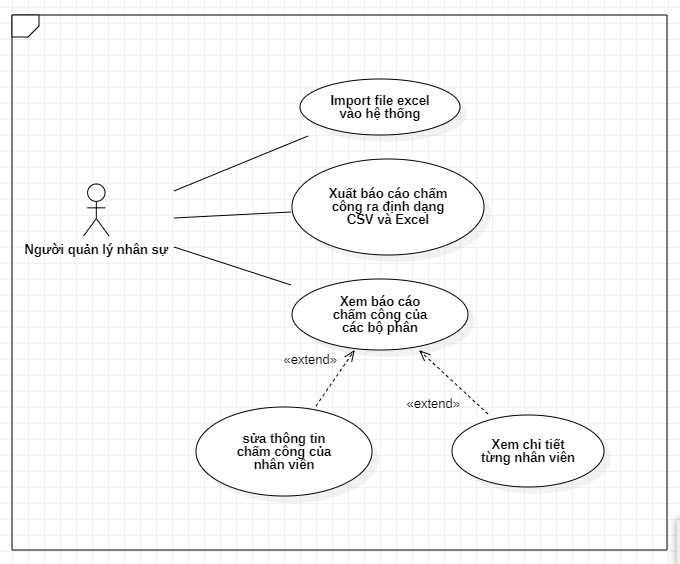 Import file excel
vào hệ thống
Xuất báo cáo chấm
công ra định dạng
CSV và Excel
Người quản lý nhân sự
Xem báo cáo
chấm công của
các bộ phân
«extend»
«extend»
sửa thông tin
chấm công của
nhân viên
Xem chi tiết
từng nhân viên